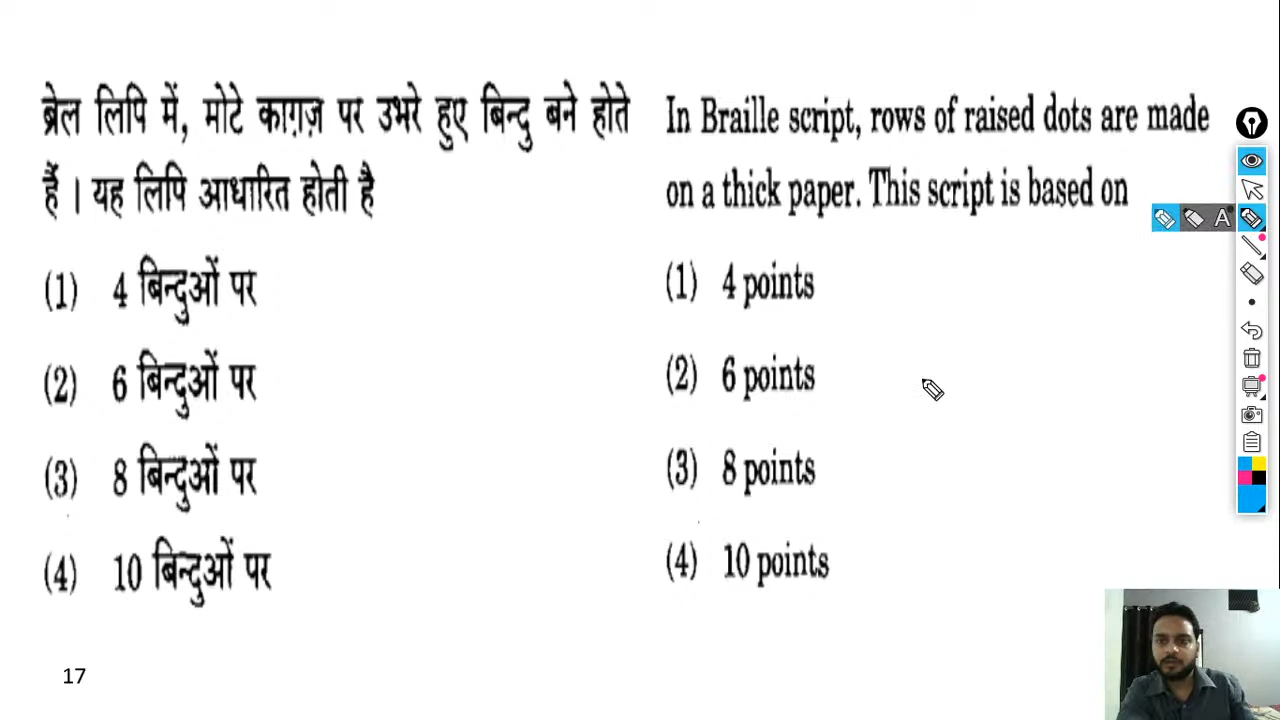 ब्रेल लिपि में, मोटे काग़ज़ पर उभरे हुए बिन्दु बने होते
हैं । यह लिपि आधारित होती है
(1) 4 बिन्दुओं पर
(2) 6 बिन्दुओं पर
(3) 8 बिन्दुओं पर
(4) 10 बिन्दुओं पर
In Braille script, rows of raised dots are made
on a thick paper. This script is based on
(1) 4 points
(2) 6 points
(3) 8 points
(4) 10 points
A
17